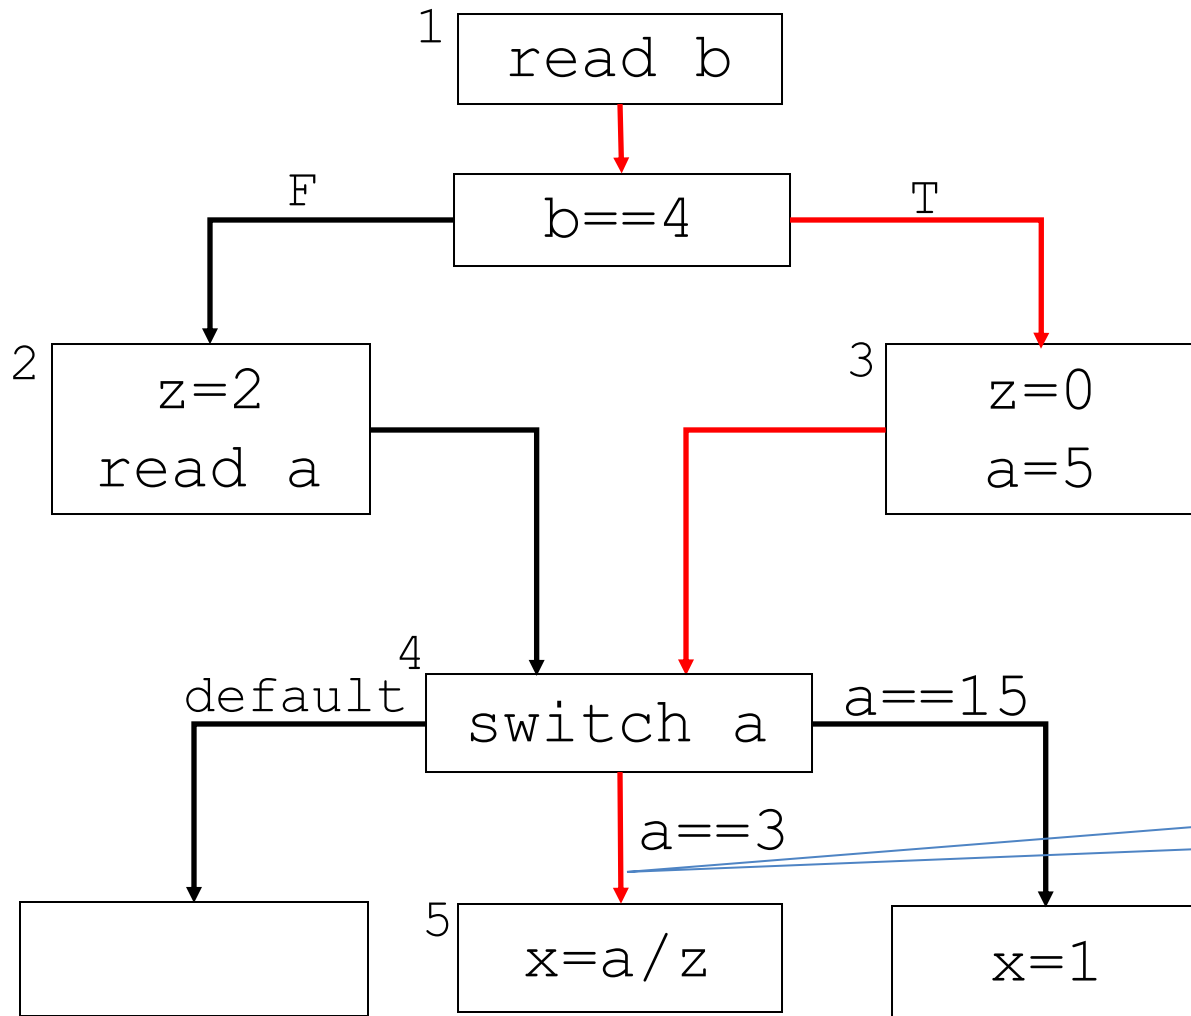 1
read b
F
T
b==4
2
3
z=2
z=0
read a
a=5
4
default
a==15
switch a
a==3
5
x=a/z
x=1